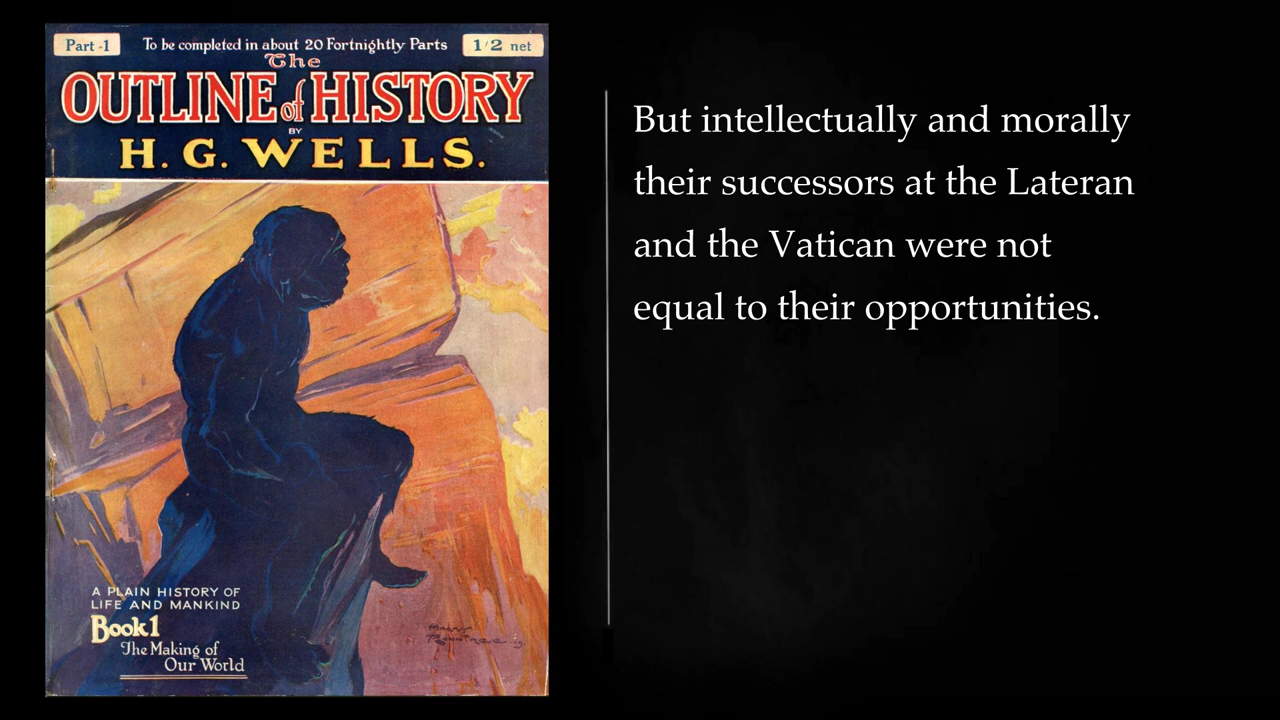 Part -1
To be completed in about 20 Fortnightly Parts
1/2 net
The
OUTLINE of HISTORY
BY
H. G. WELLS.
A PLAIN HISTORY OF
LIFE AND MANKIND
Book 1
The Making of
Our World
But intellectually and morally
their successors at the Lateran
and the Vatican were not
equal to their opportunities.